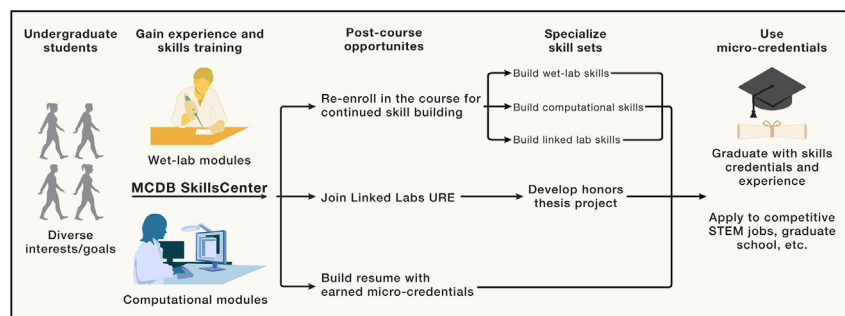 Undergraduate
students
Gain experience and
skills training
Post-course
opportunites
Specialize
skill sets
Use
micro-credentials
Diverse
interests/goals
Wet-lab modules
MCDB SkillsCenter
Computational modules
Re-enroll in the course for
continued skill building
Build wet-lab skills
Build computational skills
Build linked lab skills
Join Linked Labs URE
Develop honors
thesis project
Build resume with
earned micro-credentials
Graduate with skills
credentials and
experience
Apply to competitive
STEM jobs, graduate
school, etc.